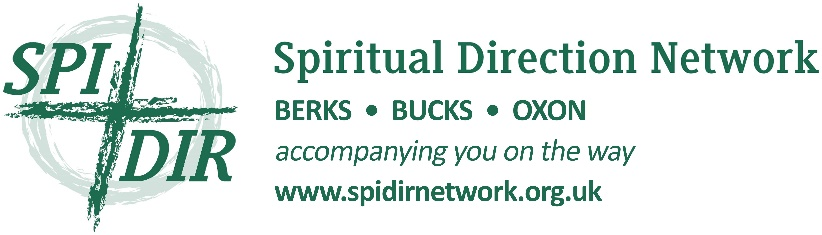 SPI
DIR
Spiritual Direction Network
BERKS • BUCKS • OXON
accompanying you on the way
www.spidirnetwork.org.uk